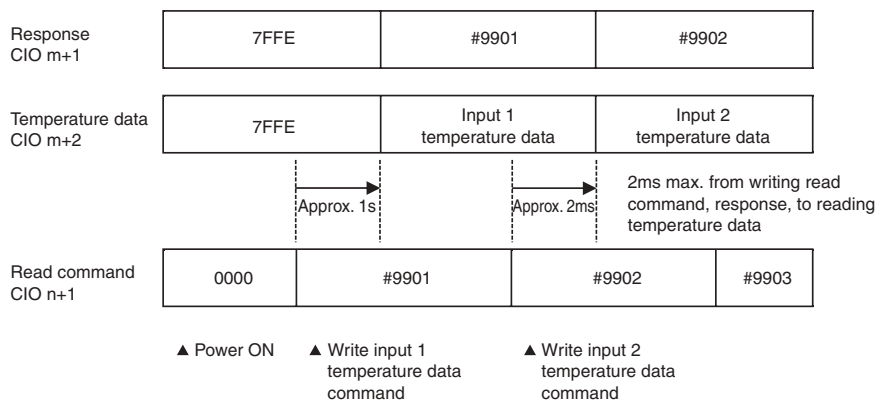 Response
CIO m+1
7FFE
#9901
#9902
Temperature data
CIO m+2
7FFE
Input 1
temperature data
Input 2
temperature data
Approx. 1s
Approx. 2ms
2ms max. from writing read
command, response, to reading
temperature data
Read command
CIO n+1
0000
#9901
#9902
#9903
▲ Power ON
▲ Write input 1
temperature data
command
▲ Write input 2
temperature data
command